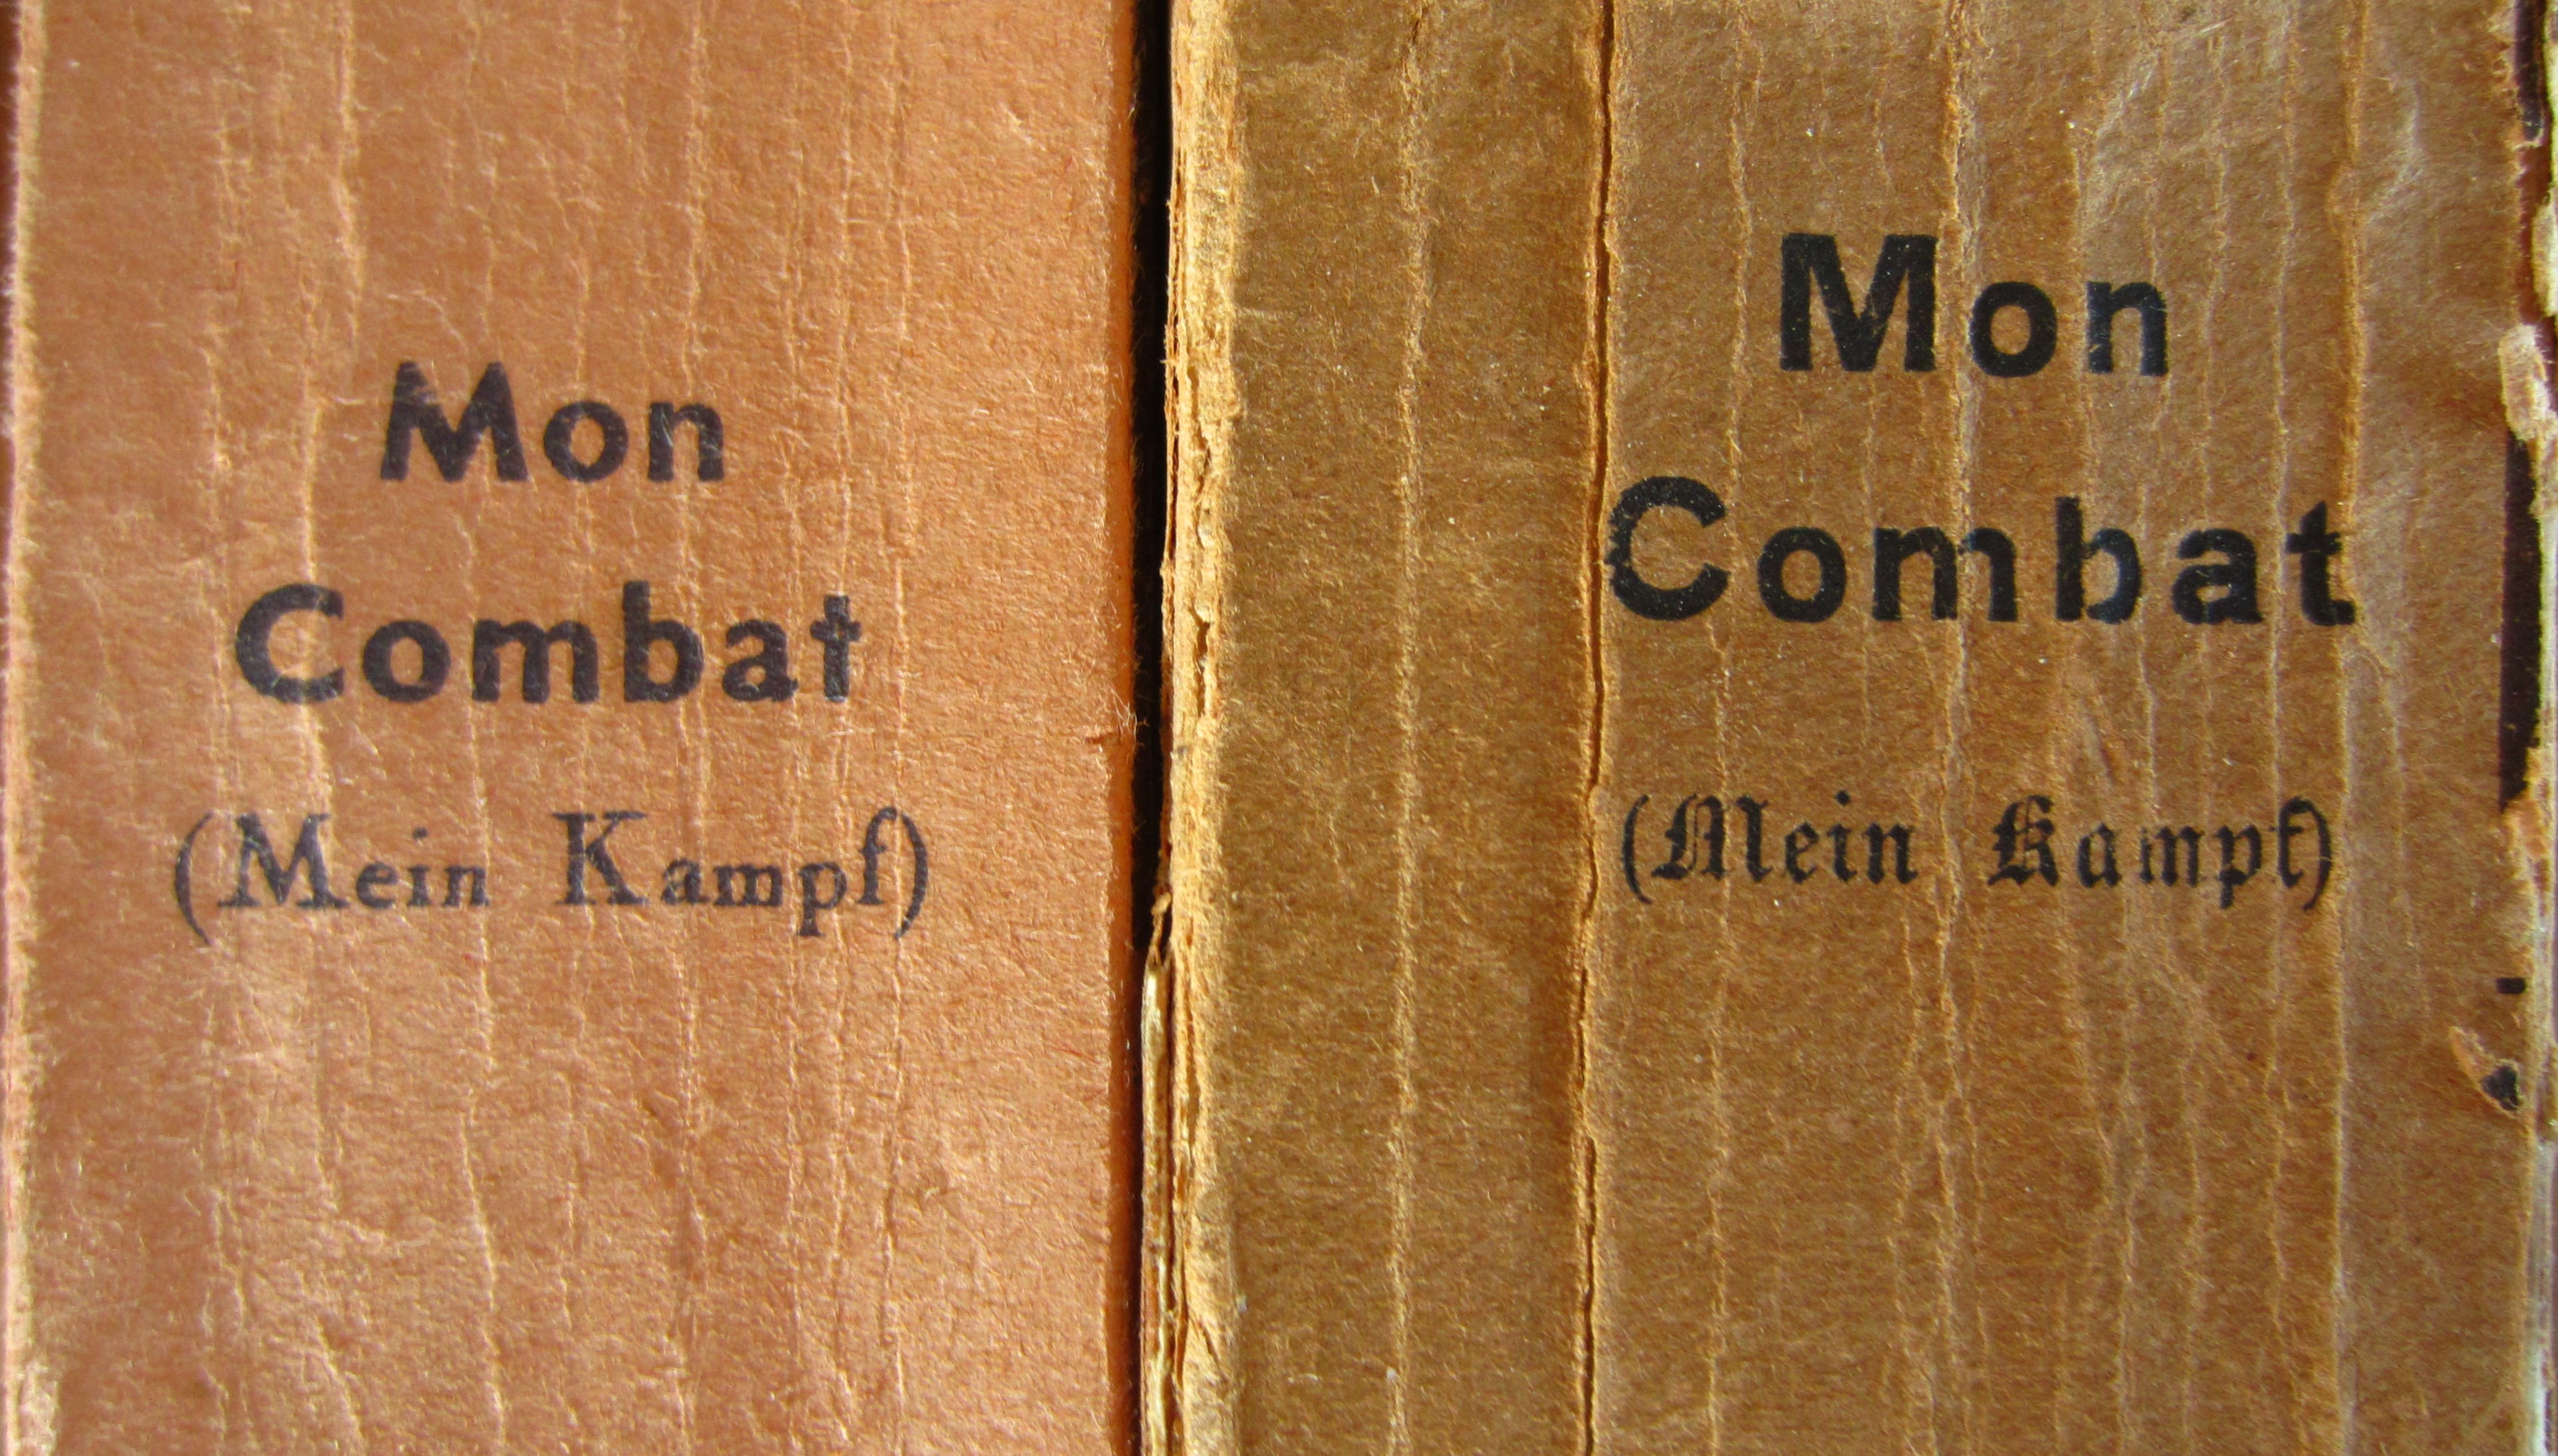 Mon
Combat
(Mein Kampf)
Mon
Combat
(Mein Kampf)